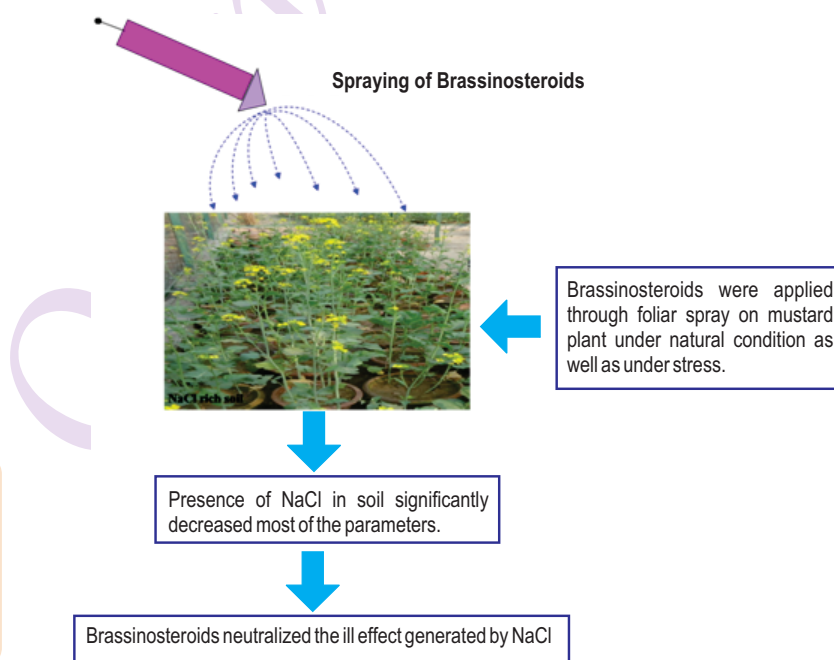 Spraying of Brassinosteroids
Brassinosteroids were applied
through foliar spray on mustard
plant under natural condition as
well as under stress.
NaCl rich soil
Presence of NaCl in soil significantly
decreased most of the parameters.
Brassinosteroids neutralized the ill effect generated by NaCl